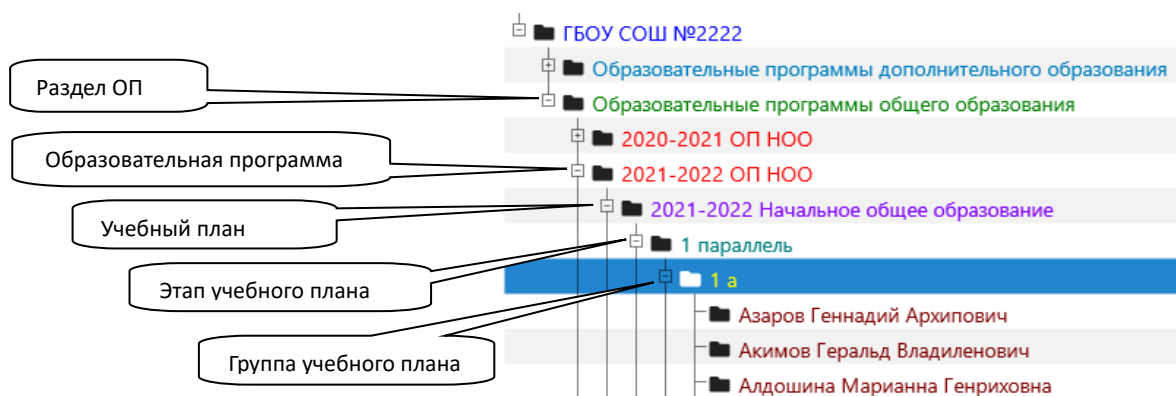 ГБОУ СОШ №2222
Образовательные программы дополнительного образования
Раздел ОП
Образовательные программы общего образования
2020-2021 ОП НОО
Образовательная программа
2021-2022 ОП НОО
2021-2022 Начальное общее образование
Учебный план
1 параллель
1 а
Этап учебного плана
Азаров Геннадий Архипович
Акимов Геральд Владиленович
Группа учебного плана
Алдошина Марианна Генриховна